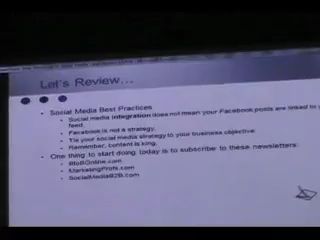 Let's Review...
• Social Media Best Practices
• Social media integration does not mean your Facebook posts are linked to
feed.
• Facebook is not a strategy.
• Tie your social media strategy to your business objective.
• Remember, content is king.
• One thing to start doing today is to subscribe to these newsletters:
• BtoBOnline.com
• MarketingProfs.com
• SocialMediaB2B.com